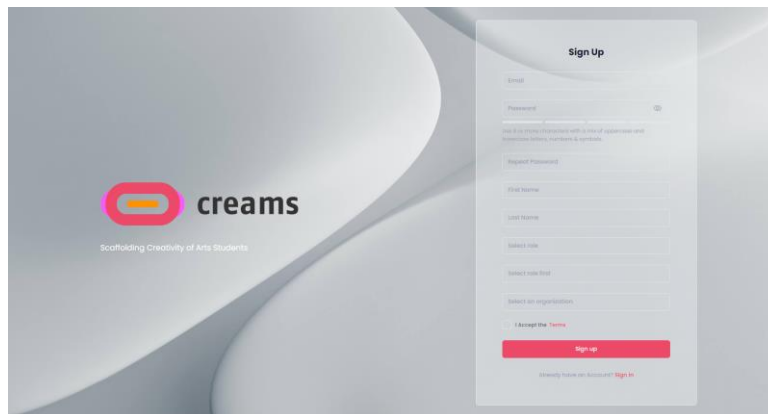 creams
Scaffolding Creativity of Arts Students
Sign Up
Email
Password
Use 8 or more characters with a mix of uppercase and
lowercase letters, numbers & symbols.
Repeat Password
First Name
Last Name
Select role
Select role first
Select an organization
I Accept the Terms
Sign up
Already have an Account? Sign in